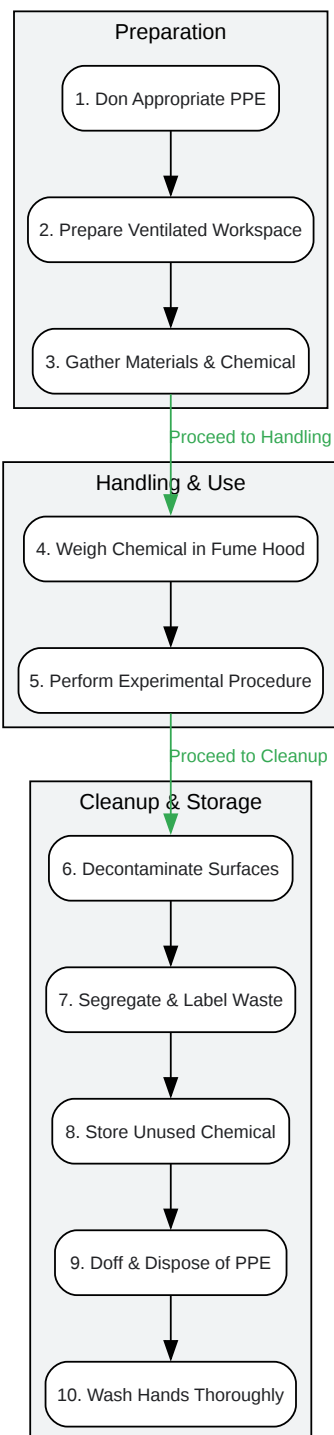 Preparation
1. Don Appropriate PPE
2. Prepare Ventilated Workspace
3. Gather Materials & Chemical
Proceed to Handling
Handling & Use
4. Weigh Chemical in Fume Hood
5. Perform Experimental Procedure
Proceed to Cleanup
Cleanup & Storage
6. Decontaminate Surfaces
7. Segregate & Label Waste
8. Store Unused Chemical
9. Doff & Dispose of PPE
10. Wash Hands Thoroughly